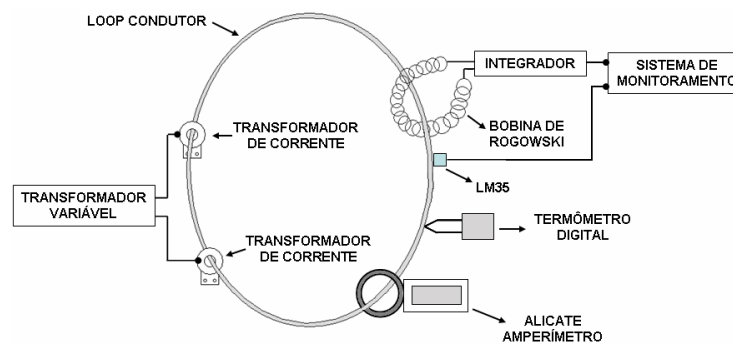 LOOP CONDUTOR
INTEGRADOR
SISTEMA DE
MONITORAMENTO
TRANSFORMADOR
DE CORRENTE
BOBINA DE
ROGOWSKI
LM35
TRANSFORMADOR
VARIÁVEL
TERMÔMETRO
DIGITAL
TRANSFORMADOR
DE CORRENTE
ALICATE
AMPERÍMETRO